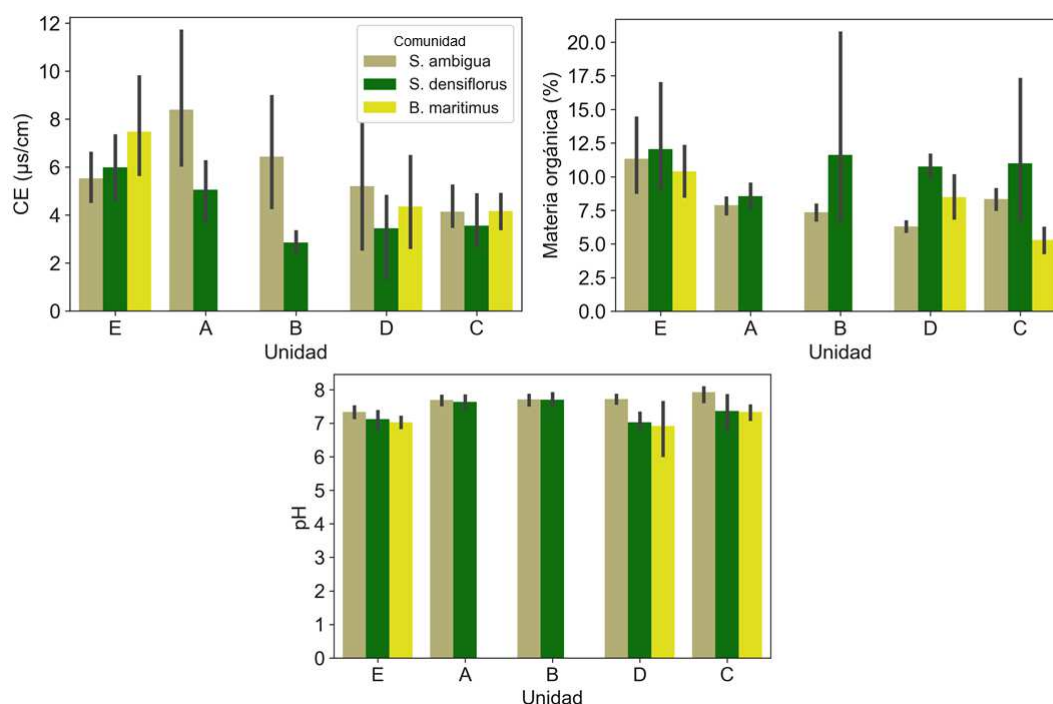 CE (µs/cm)
12
10
8
6
4
2
0
Comunidad
S. ambigua
S. densiflorus
B. maritimus
E A B D C
Unidad
Materia orgánica (%)
20.0
17.5
15.0
12.5
10.0
7.5
5.0
2.5
0.0
E A B D C
Unidad
pH
8
7
6
5
4
3
2
1
0
E A B D C
Unidad